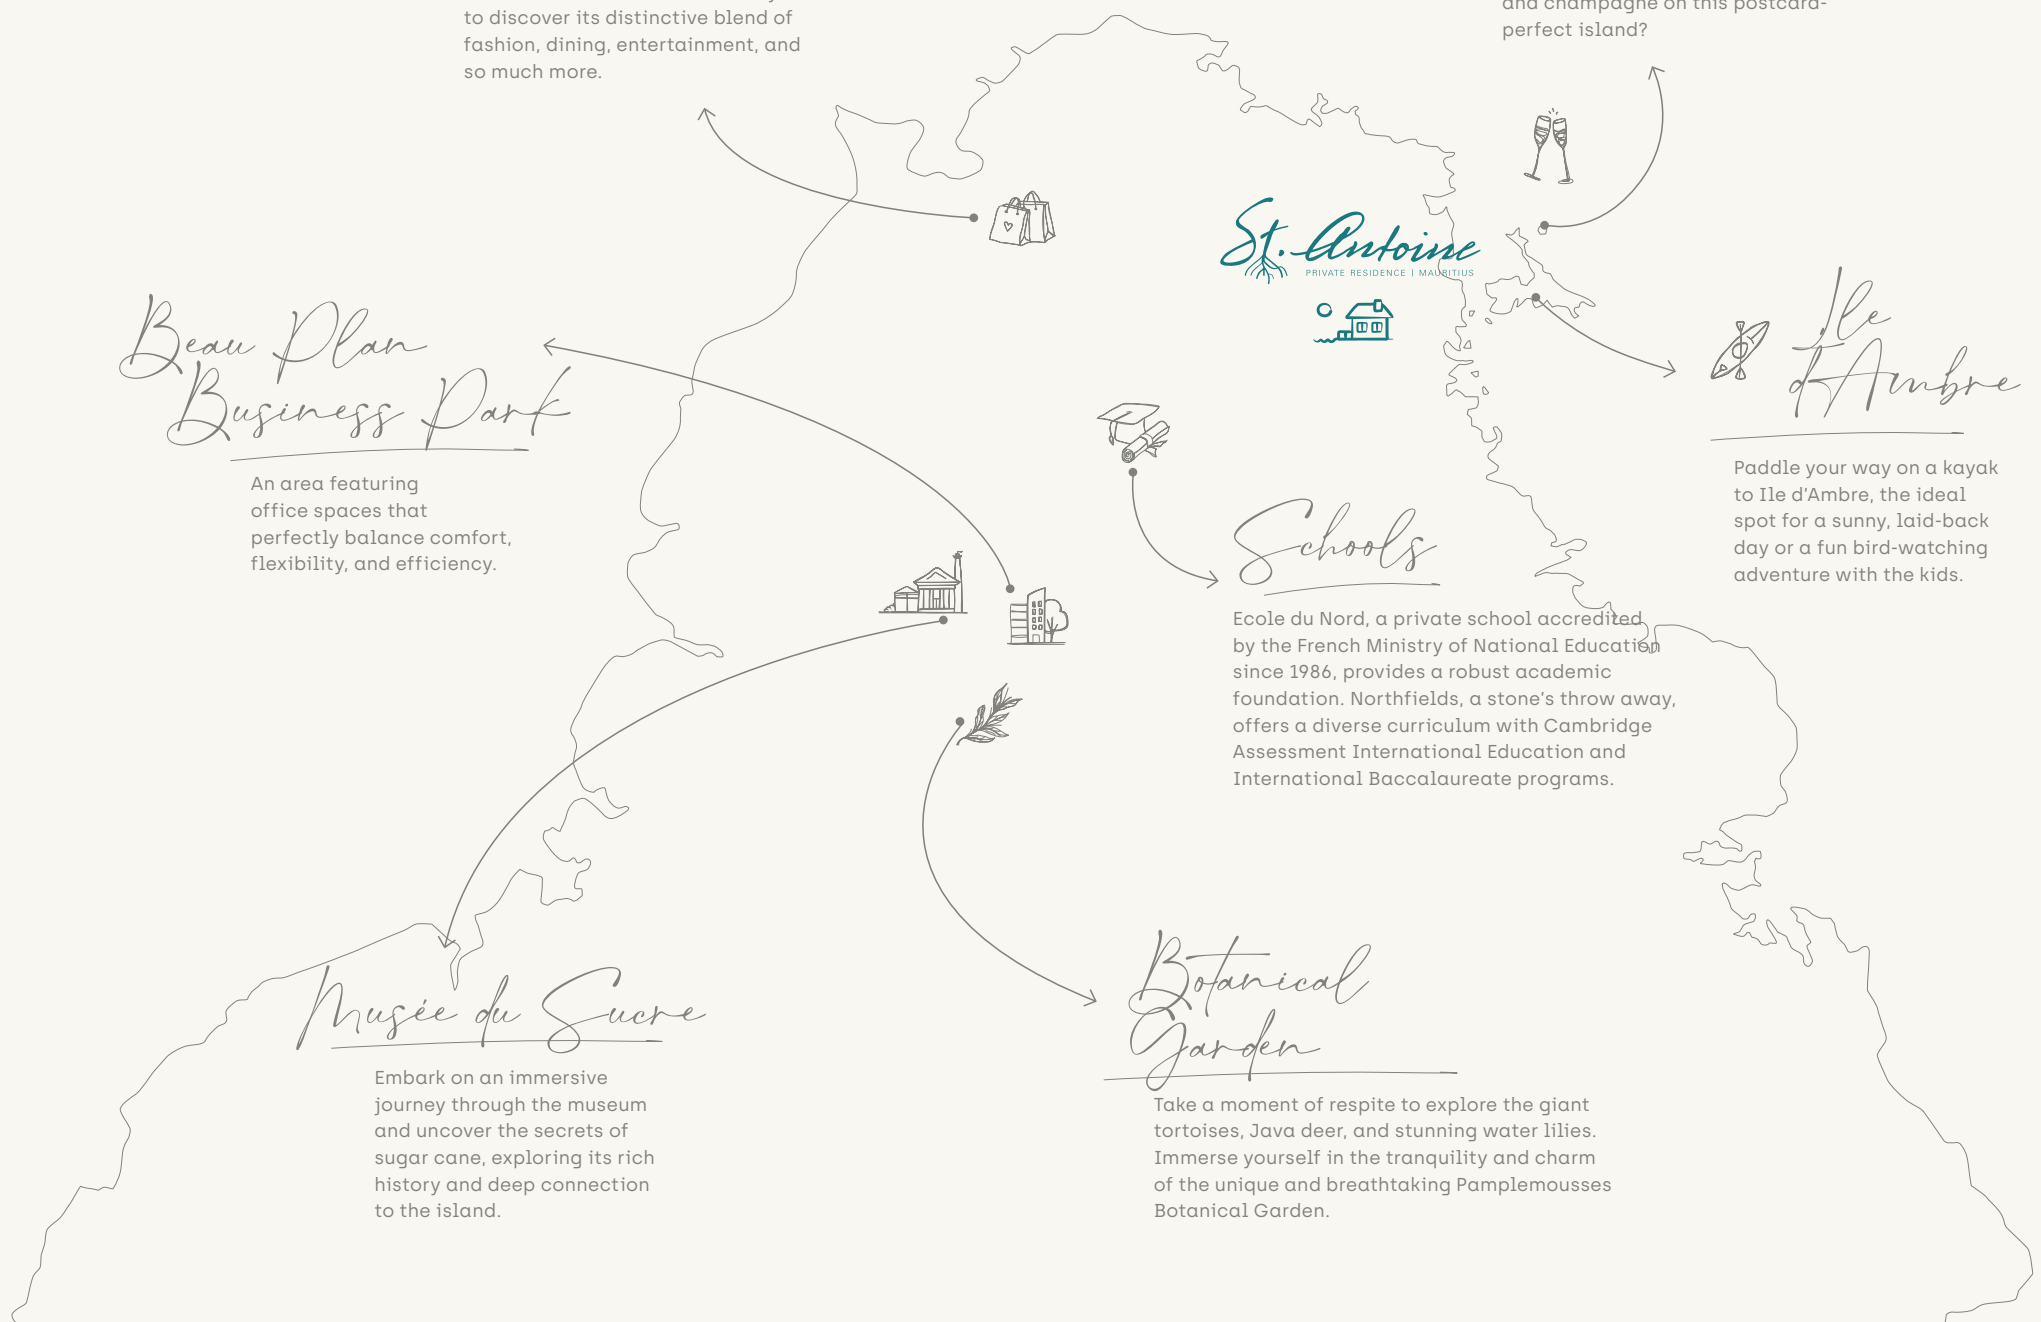 to discover its distinctive blend of
fashion, dining, entertainment, and
so much more.
and champagne on this postcard-
perfect island?
St. Antoine
PRIVATE RESIDENCE | MAURITIUS
Beau Plan
Business Park
An area featuring
office spaces that
perfectly balance comfort,
flexibility, and efficiency.
Ile
d'Ambre
Paddle your way on a kayak
to Ile d'Ambre, the ideal
spot for a sunny, laid-back
day or a fun bird-watching
adventure with the kids.
Schools
Ecole du Nord, a private school accredited
by the French Ministry of National Education
since 1986, provides a robust academic
foundation. Northfields, a stone's throw away,
offers a diverse curriculum with Cambridge
Assessment International Education and
International Baccalaureate programs.
Musée du Sucre
Embark on an immersive
journey through the museum
and uncover the secrets of
sugar cane, exploring its rich
history and deep connection
to the island.
Botanical
Garden
Take a moment of respite to explore the giant
tortoises, Java deer, and stunning water lilies.
Immerse yourself in the tranquility and charm
of the unique and breathtaking Pamplemousses
Botanical Garden.